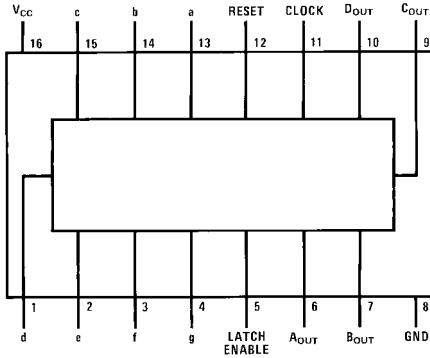 VCC c b a RESET CLOCK DOUT COUT
16 15 14 13 12 11 10 9
1 2 3 4 5 6 7 8
d e f g LATCH ENABLE AOUT BOUT GND